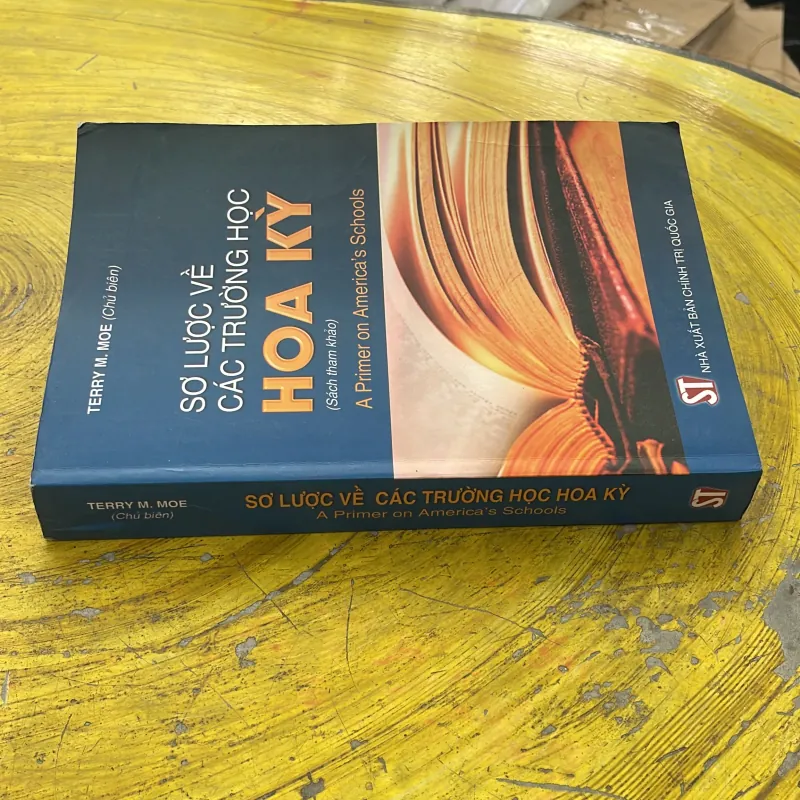 TERRY M. MOE (Chủ biên)
SƠ LƯỢC VỀ
CÁC TRƯỜNG HỌC
HOA KỲ
(Sách tham khảo)
A Primer on America's Schools
ST
NHÀ XUẤT BẢN CHÍNH TRỊ QUỐC GIA
TERRY M. MOE
(Chủ biên)
SƠ LƯỢC VỀ CÁC TRƯỜNG HỌC HOA KỲ
A Primer on America's Schools
ST